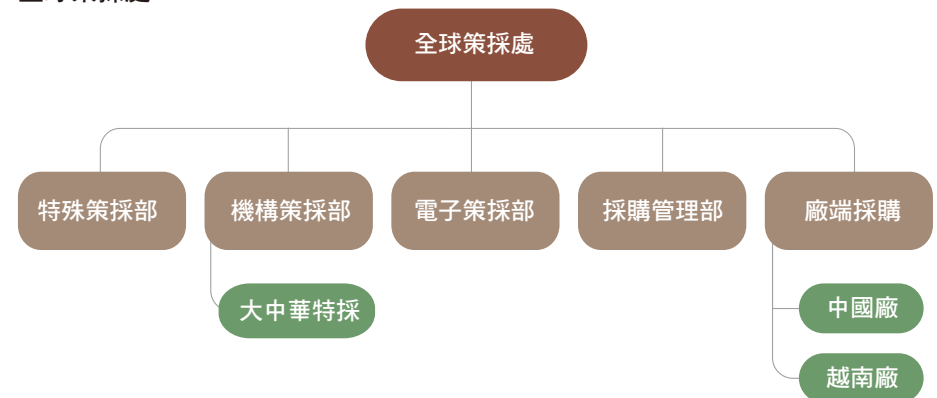 全球策採處
特殊策採部
機構策採部
電子策採部
採購管理部
廠端採購
大中華特採
中國廠
越南廠